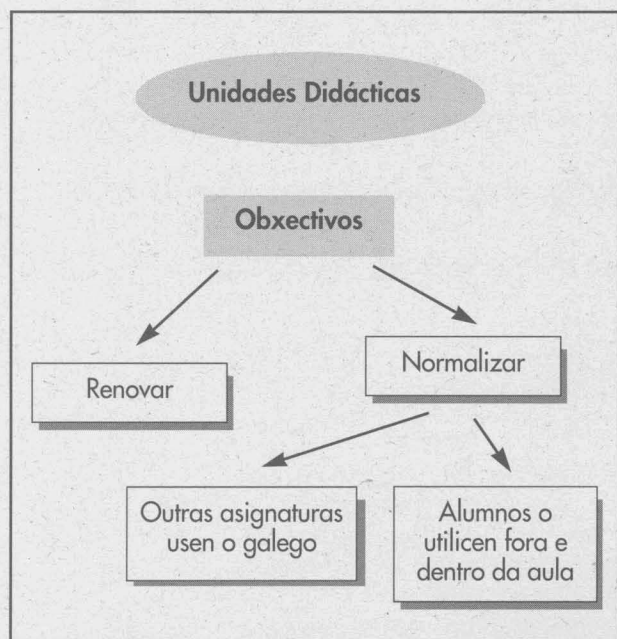 Unidades Didácticas
Obxectivos
Renovar
Normalizar
Outras asignaturas
usen o galego
Alumnos o
utilicen fora e
dentro da aula